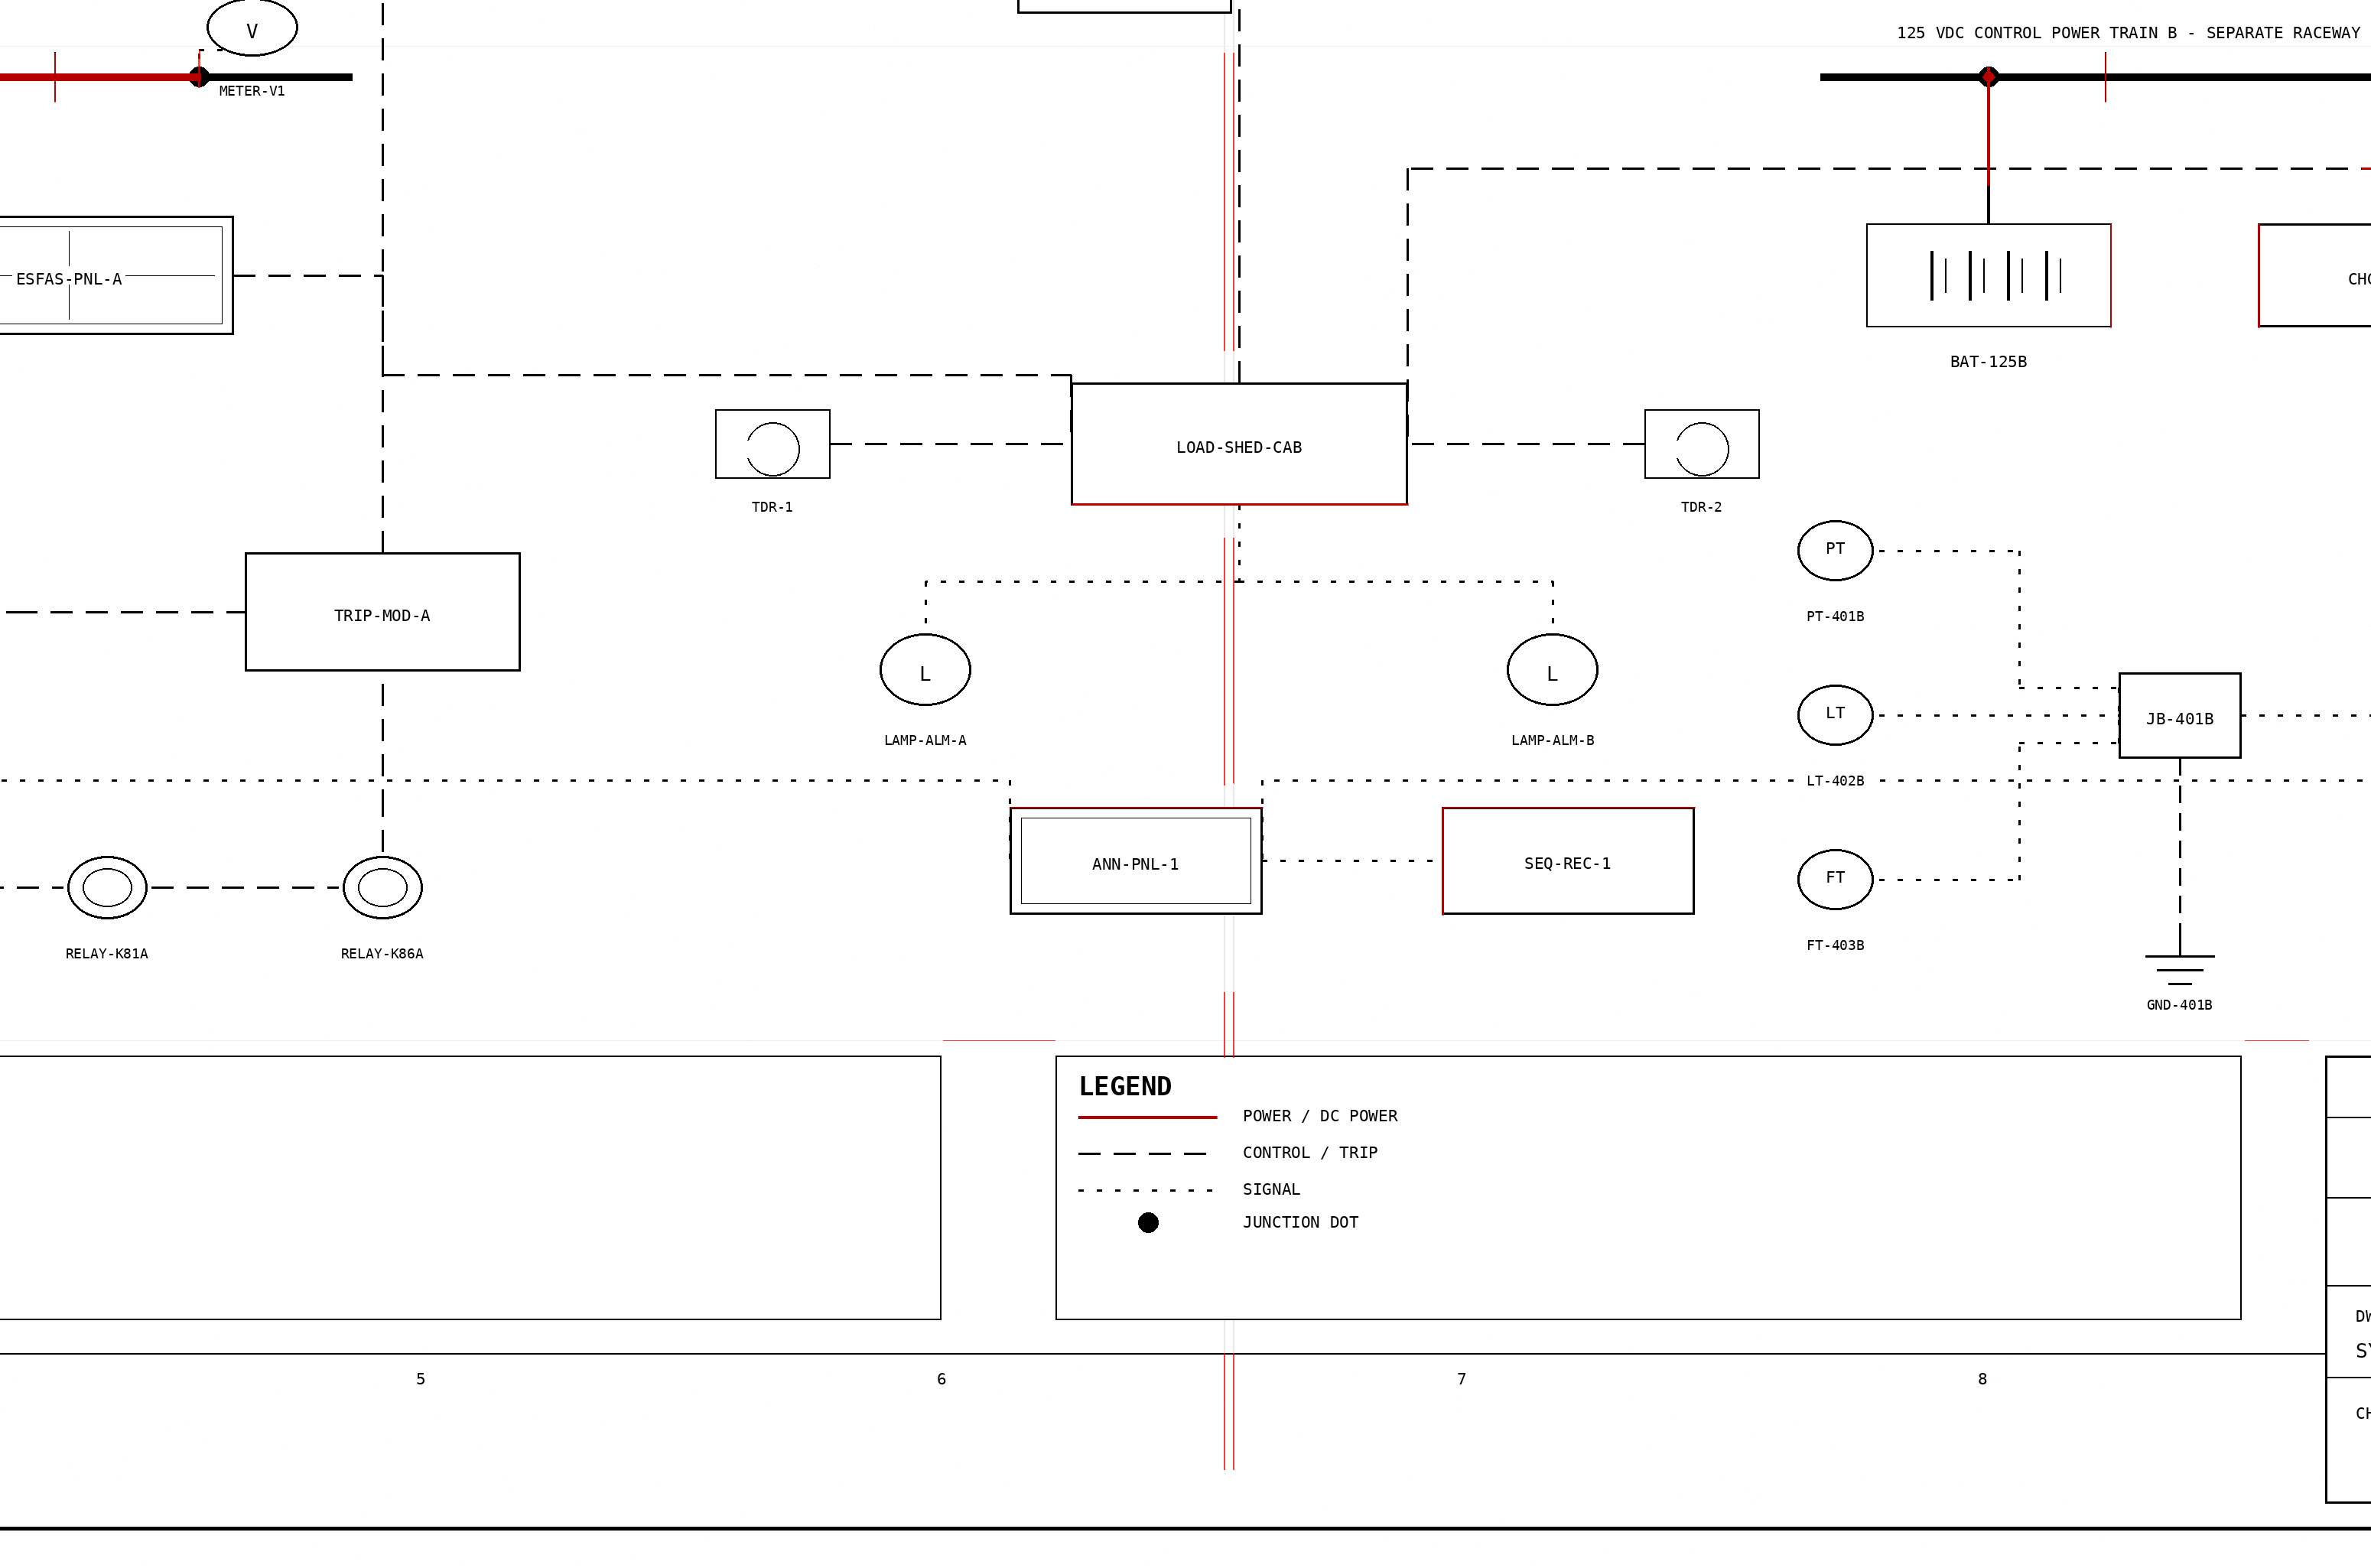 V
125 VDC CONTROL POWER TRAIN B - SEPARATE RACEWAY
METER-V1
ESFAS-PNL-A
BAT-125B
LOAD-SHED-CAB
TDR-1
TDR-2
PT
PT-401B
TRIP-MOD-A
L
LAMP-ALM-A
L
LAMP-ALM-B
LT
LT-402B
JB-401B
ANN-PNL-1
SEQ-REC-1
FT
FT-403B
RELAY-K81A
RELAY-K86A
GND-401B
LEGEND
POWER / DC POWER
CONTROL / TRIP
SIGNAL
JUNCTION DOT
5
6
7
8